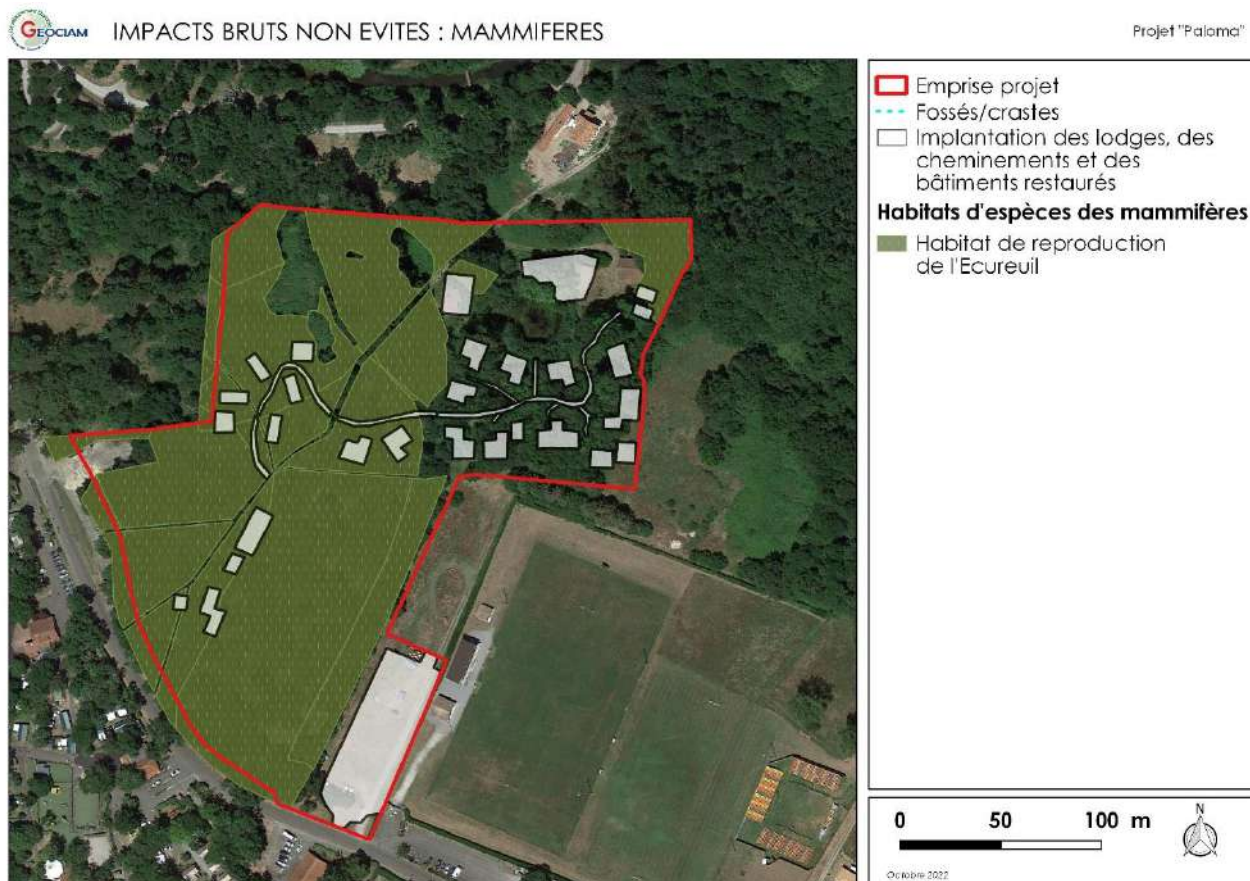 GEOCIAM
IMPACTS BRUTS NON EVITES : MAMMIFERES
Projet "Paloma"
Emprise projet
Fossés/crastes
Implantation des lodges, des
cheminements et des
bâtiments restaurés
Habitats d'espèces des mammifères
Habitat de reproduction
de l'Ecureuil
0 50 100 m
N
Octobre 2022